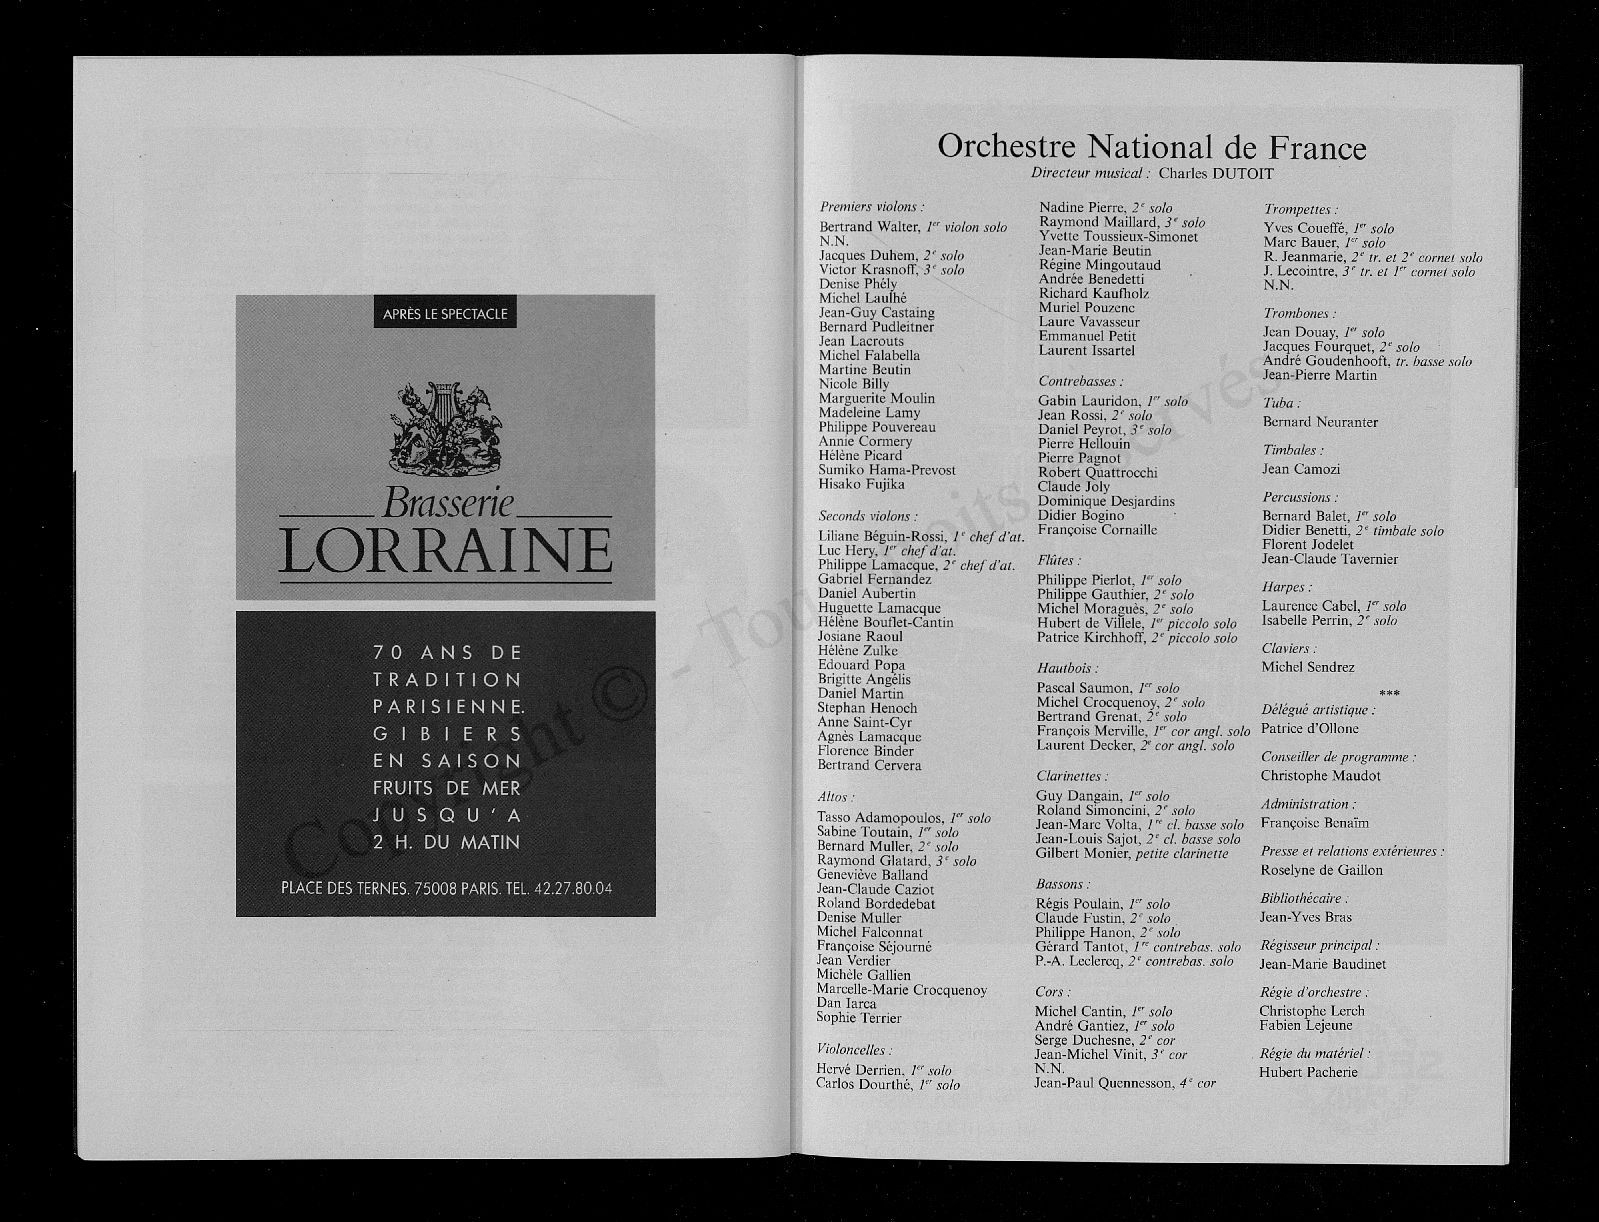 APRÈS LE SPECTACLE
Brasserie
LORRAINE
70 ANS DE
TRADITION
PARISIENNE.
GIBIERS
EN SAISON
FRUITS DE MER
JUSQU'A
2 H. DU MATIN
PLACE DES TERNES. 75008 PARIS. TEL. 42.27.80.04
Orchestre National de France
Directeur musical : Charles DUTOIT
Premiers violons :
Bertrand Walter, 1er violon solo
N.N.
Jacques Duhem, 2e solo
Victor Krasnoff, 3e solo
Denise Phély
Michel Laulhé
Jean-Guy Castaing
Bernard Pudleitner
Jean Lacrouts
Michel Falabella
Martine Beutin
Nicole Billy
Marguerite Moulin
Madeleine Lamy
Philippe Pouvereau
Annie Cormery
Hélène Picard
Sumiko Hama-Prevost
Hisako Fujika
Seconds violons :
Liliane Béguin-Rossi, 1e chef d'at.
Luc Hery, 1er chef d'at.
Philippe Lamacque, 2e chef d'at.
Gabriel Fernandez
Daniel Aubertin
Huguette Lamacque
Hélène Bouflet-Cantin
Josiane Raoul
Hélène Zulke
Edouard Popa
Brigitte Angélis
Daniel Martin
Stephan Henoch
Anne Saint-Cyr
Agnès Lamacque
Florence Binder
Bertrand Cervera
Altos :
Tasso Adamopoulos, 1er solo
Sabine Toutain, 1er solo
Bernard Muller, 2e solo
Raymond Glatard, 3e solo
Geneviève Balland
Jean-Claude Caziot
Roland Bordedebat
Denise Muller
Michel Falconnat
Françoise Séjourné
Jean Verdier
Michèle Gallien
Marcelle-Marie Crocquenoy
Dan Iarca
Sophie Terrier
Violoncelles :
Hervé Derrien, 1er solo
Carlos Dourthé, 1er solo
Nadine Pierre, 2e solo
Raymond Maillard, 3e solo
Yvette Toussieux-Simonet
Jean-Marie Beutin
Régine Mingoutaud
Andrée Benedetti
Richard Kaufholz
Muriel Pouzenc
Laure Vavasseur
Emmanuel Petit
Laurent Issartel
Contrebasses :
Gabin Lauridon, 1er solo
Jean Rossi, 2e solo
Daniel Peyrot, 3e solo
Pierre Hellouin
Pierre Pagnot
Robert Quattrocchi
Claude Joly
Dominique Desjardins
Didier Bogino
Françoise Cornaille
Flûtes :
Philippe Pierlot, 1er solo
Philippe Gauthier, 2e solo
Michel Moraguès, 2e solo
Hubert de Villele, 1er piccolo solo
Patrice Kirchhoff, 2e piccolo solo
Hautbois :
Pascal Saumon, 1er solo
Michel Crocquenoy, 2e solo
Bertrand Grenat, 2e solo
François Merville, 1er cor angl. solo
Laurent Decker, 2e cor angl. solo
Clarinettes :
Guy Dangain, 1er solo
Roland Simoncini, 2e solo
Jean-Marc Volta, 1re cl. basse solo
Jean-Louis Sajot, 2e cl. basse solo
Gilbert Monier, petite clarinette
Bassons :
Régis Poulain, 1er solo
Claude Fustin, 2e solo
Philippe Hanon, 2e solo
Gérard Tantot, 1re contrebas. solo
P.-A. Leclercq, 2e contrebas. solo
Cors :
Michel Cantin, 1er solo
André Gantiez, 1er solo
Serge Duchesne, 2e cor
Jean-Michel Vinit, 3e cor
N.N.
Jean-Paul Quennesson, 4e cor
Trompettes :
Yves Coueffé, 1er solo
Marc Bauer, 1er solo
R. Jeanmarie, 2e tr. et 2e cornet solo
J. Lecointre, 3e tr. et 1er cornet solo
N.N.
Trombones :
Jean Douay, 1er solo
Jacques Fourquet, 2e solo
André Goudenhooft, tr. basse solo
Jean-Pierre Martin
Tuba :
Bernard Neuranter
Timbales :
Jean Camozi
Percussions :
Bernard Balet, 1er solo
Didier Benetti, 2e timbale solo
Florent Jodelet
Jean-Claude Tavernier
Harpes :
Laurence Cabel, 1er solo
Isabelle Perrin, 2e solo
Claviers :
Michel Sendrez
***
Délégué artistique :
Patrice d'Ollone
Conseiller de programme :
Christophe Maudot
Administration :
Françoise Benaïm
Presse et relations extérieures :
Roselyne de Gaillon
Bibliothécaire :
Jean-Yves Bras
Régisseur principal :
Jean-Marie Baudinet
Régie d'orchestre :
Christophe Lerch
Fabien Lejeune
Régie du matériel :
Hubert Pacherie
Copyright © - Tous droits réservés